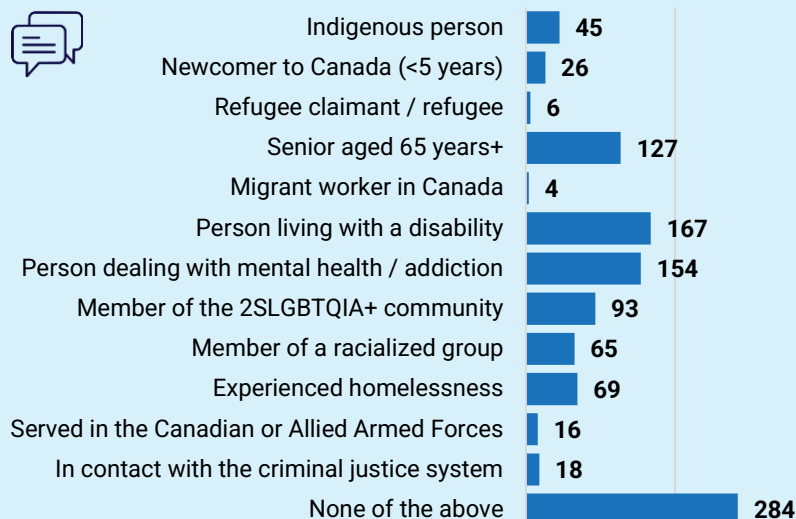 Indigenous person 45
Newcomer to Canada (<5 years) 26
Refugee claimant / refugee 6
Senior aged 65 years+ 127
Migrant worker in Canada 4
Person living with a disability 167
Person dealing with mental health / addiction 154
Member of the 2SLGBTQIA+ community 93
Member of a racialized group 65
Experienced homelessness 69
Served in the Canadian or Allied Armed Forces 16
In contact with the criminal justice system 18
None of the above 284